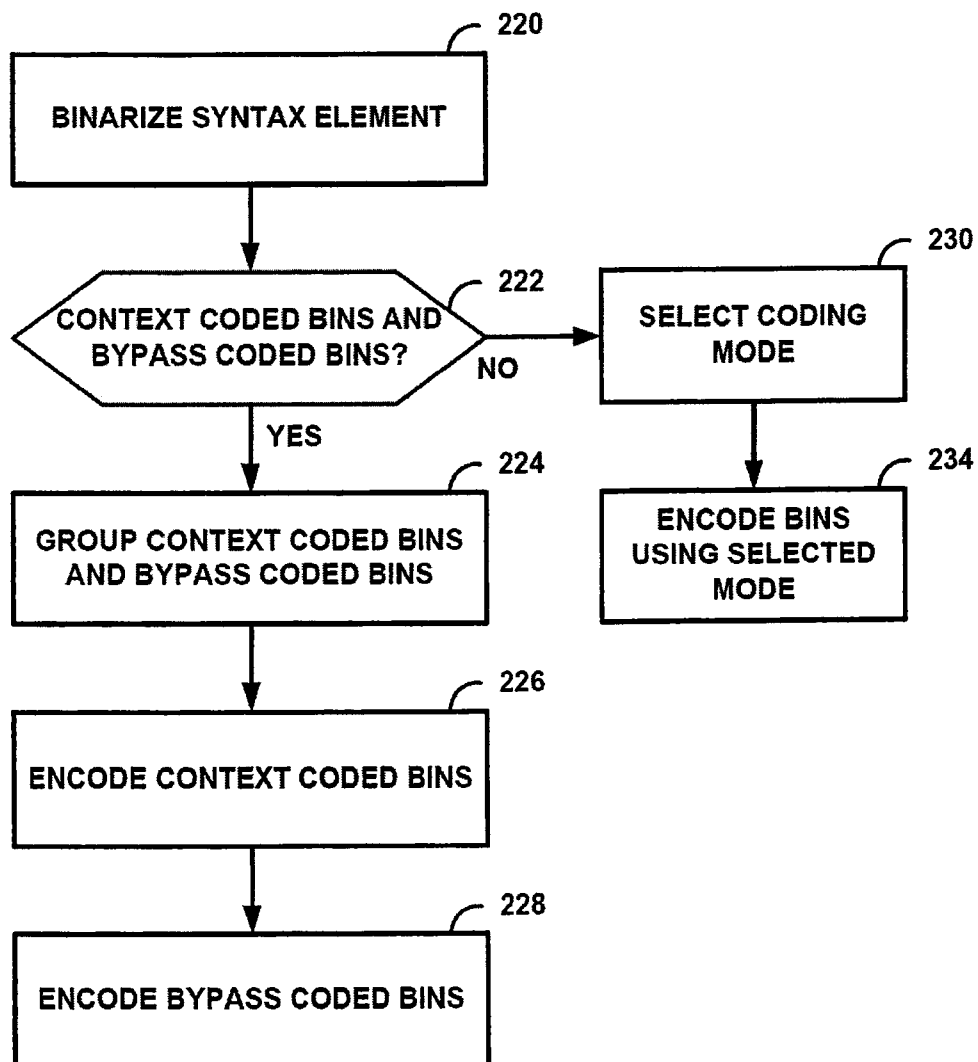 220
BINARIZE SYNTAX ELEMENT
222
CONTEXT CODED BINS AND
BYPASS CODED BINS?
NO
YES
230
SELECT CODING
MODE
234
ENCODE BINS
USING SELECTED
MODE
224
GROUP CONTEXT CODED BINS
AND BYPASS CODED BINS
226
ENCODE CONTEXT CODED BINS
228
ENCODE BYPASS CODED BINS